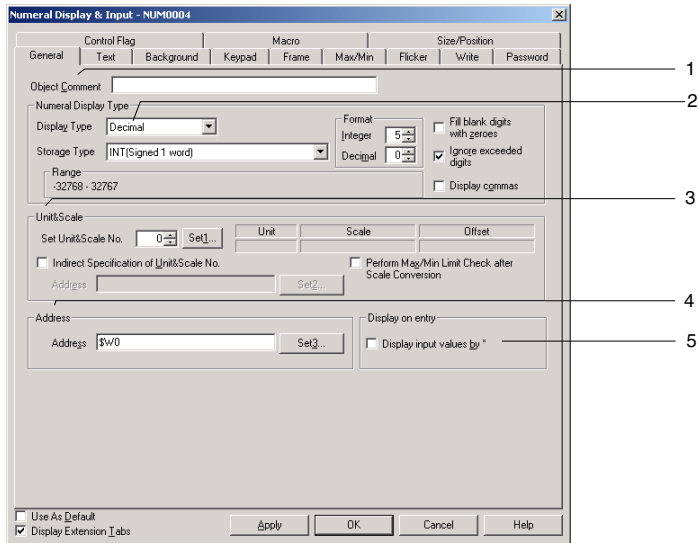 Numeral Display & Input - NUM0004
Control Flag Macro Size/Position
General Text Background Keypad Frame Max/Min Flicker Write Password
1
Object Comment
2
Numeral Display Type
Display Type Decimal
Format
Integer 5
Fill blank digits
with zeroes
Storage Type INT(Signed 1 word)
Decimal 0
Ignore exceeded
digits
Range
-32768 - 32767
Display commas
3
Unit&Scale
Set Unit&Scale No. 0 Set1...
Unit Scale Offset
Indirect Specification of Unit&Scale No.
Perform Max/Min Limit Check after
Scale Conversion
Address Set2...
4
Address
Display on entry
Address $W0 Set3...
Display input values by *
5
Use As Default
Display Extension Tabs
Apply OK Cancel Help